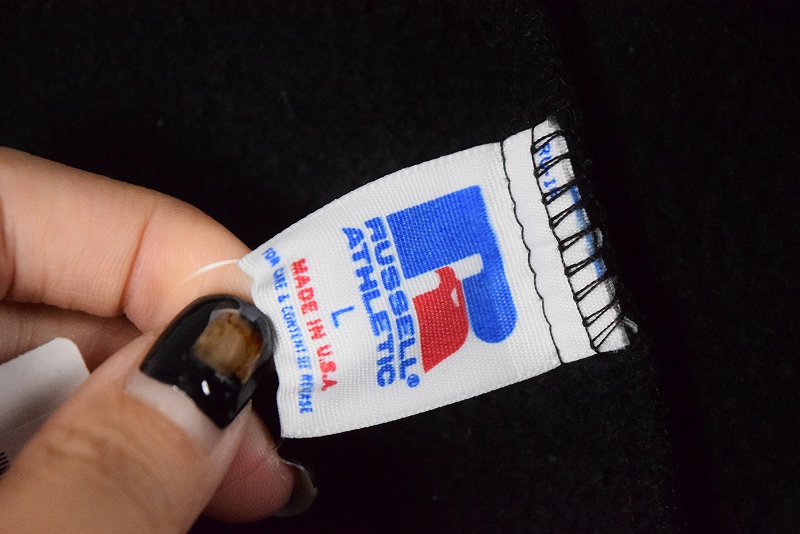 RUSSELL®
ATHLETIC
L
MADE IN U.S.A
FOR CARE & CONTENT SEE REVERSE